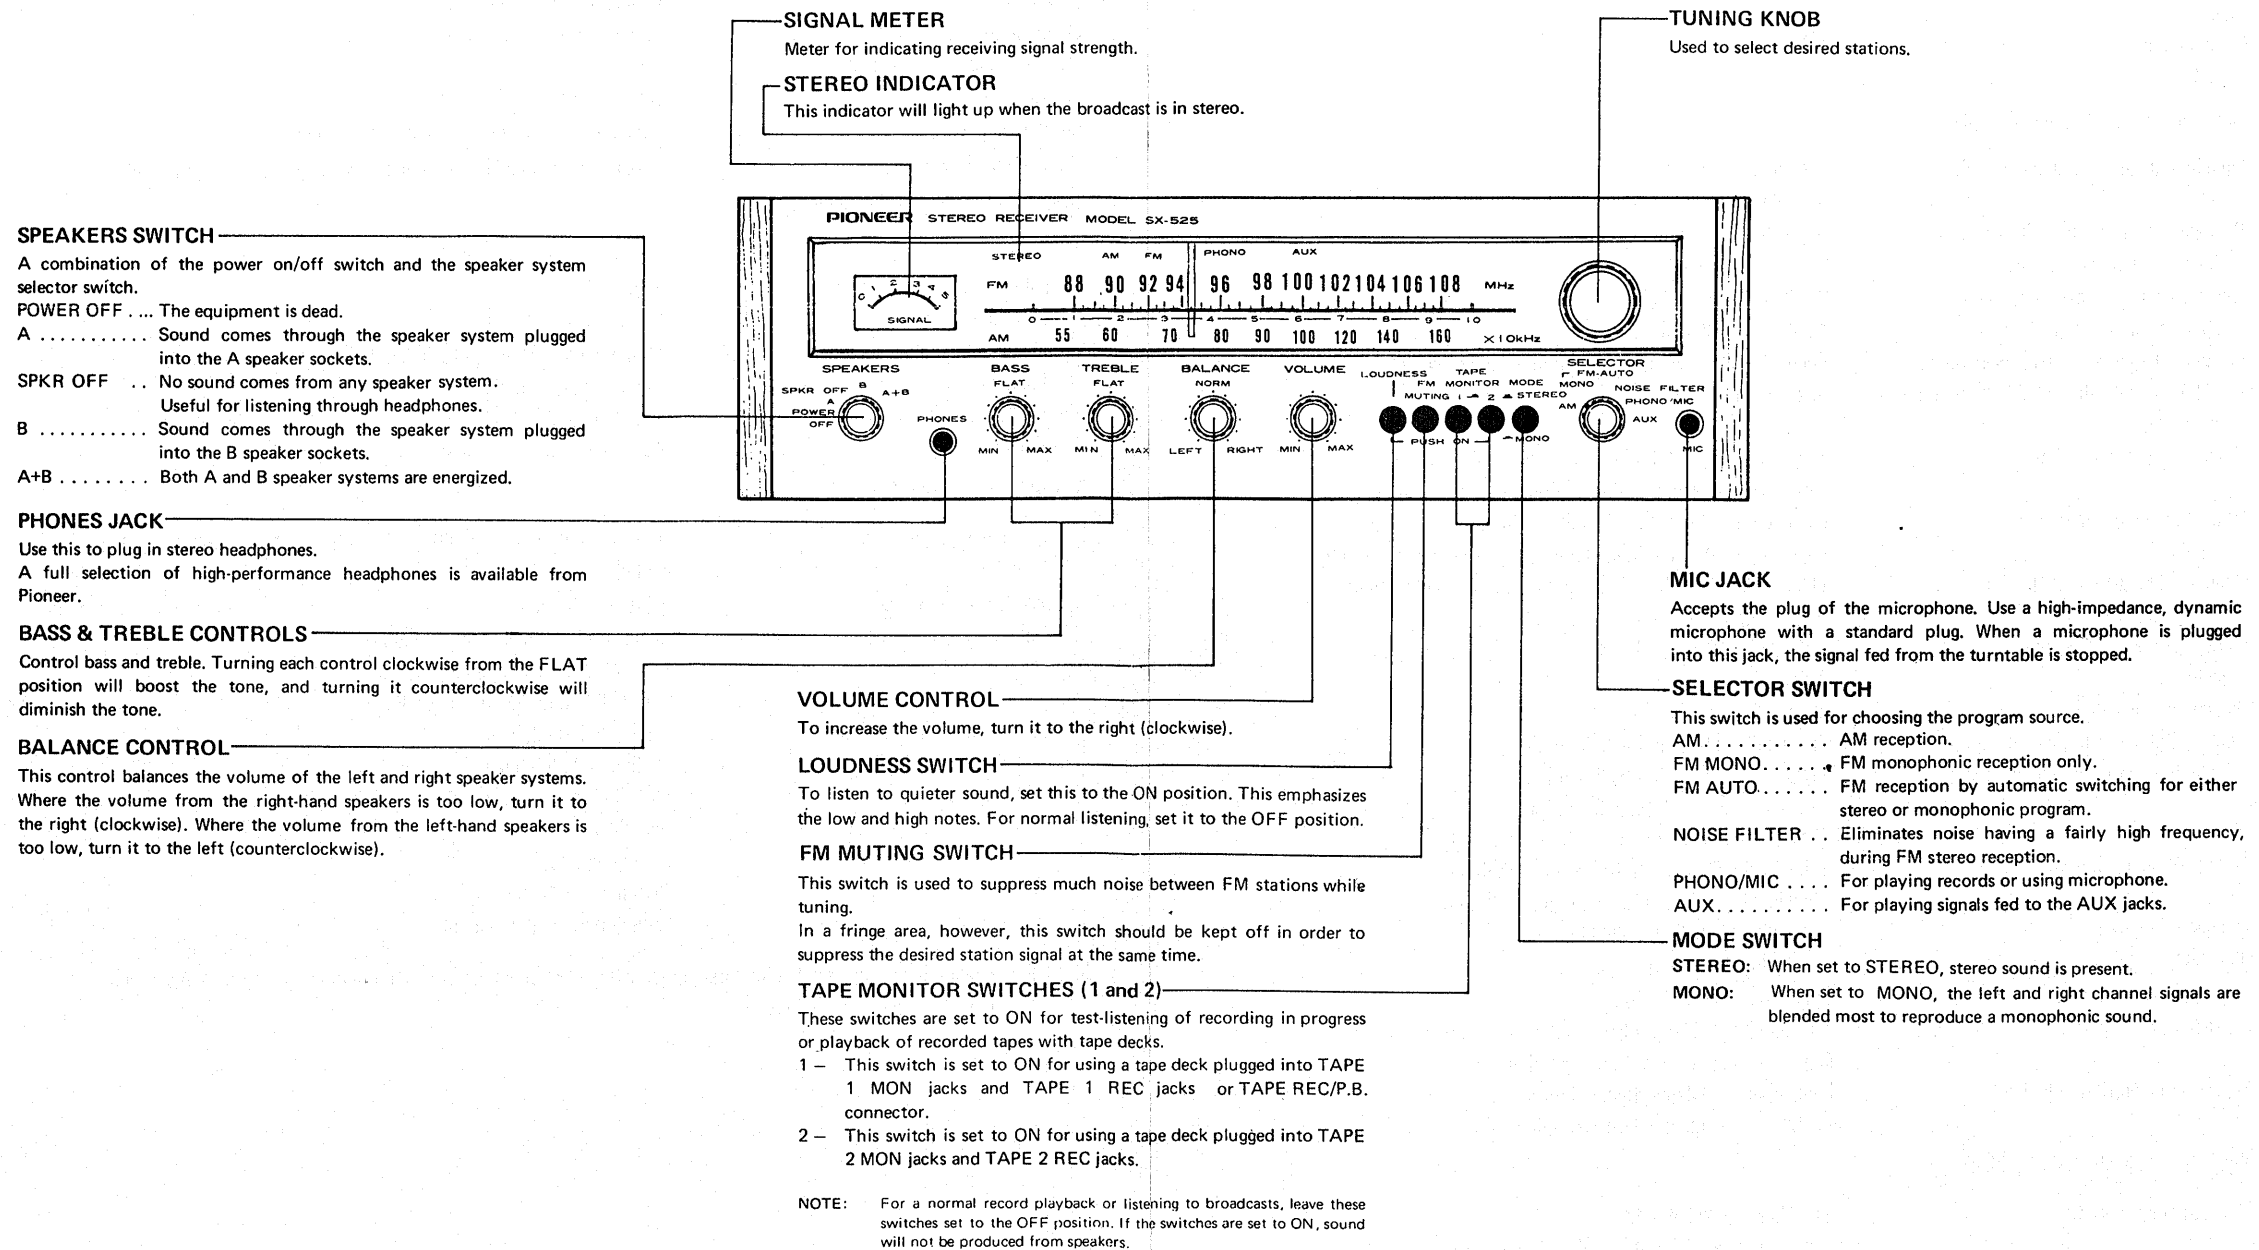 SIGNAL METER
Meter for indicating receiving signal strength.
STEREO INDICATOR
This indicator will light up when the broadcast is in stereo.
TUNING KNOB
Used to select desired stations.
SPEAKERS SWITCH
A combination of the power on/off switch and the speaker system
selector switch.
POWER OFF . ... The equipment is dead.
A ........... Sound comes through the speaker system plugged
into the A speaker sockets.
SPKR OFF .. No sound comes from any speaker system.
Useful for listening through headphones.
B ........... Sound comes through the speaker system plugged
into the B speaker sockets.
A+B ........ Both A and B speaker systems are energized.
PHONES JACK
Use this to plug in stereo headphones.
A full selection of high-performance headphones is available from
Pioneer.
BASS & TREBLE CONTROLS
Control bass and treble. Turning each control clockwise from the FLAT
position will boost the tone, and turning it counterclockwise will
diminish the tone.
BALANCE CONTROL
This control balances the volume of the left and right speaker systems.
Where the volume from the right-hand speakers is too low, turn it to
the right (clockwise). Where the volume from the left-hand speakers is
too low, turn it to the left (counterclockwise).
PIONEER STEREO RECEIVER MODEL SX-525
STEREO AM FM PHONO AUX
FM 88 90 92 94 96 98 100 102 104 106 108 MHz
0 1 2 3 4 5
SIGNAL
0 1 2 3 4 5 6 7 8 9 10
AM 55 60 70 80 90 100 120 140 160 X10kHz
SPEAKERS BASS TREBLE BALANCE VOLUME LOUDNESS TAPE SELECTOR
FLAT FLAT NORM FM MONITOR MODE MONO FM-AUTO
SPKR OFF B A+B MUTING 1 2 STEREO NOISE FILTER
A AM PHONO/MIC
POWER OFF PHONES AUX
PUSH ON MONO
MIN MAX MIN MAX LEFT RIGHT MIN MAX MIC
VOLUME CONTROL
To increase the volume, turn it to the right (clockwise).
LOUDNESS SWITCH
To listen to quieter sound, set this to the ON position. This emphasizes
the low and high notes. For normal listening, set it to the OFF position.
FM MUTING SWITCH
This switch is used to suppress much noise between FM stations while
tuning.
In a fringe area, however, this switch should be kept off in order to
suppress the desired station signal at the same time.
TAPE MONITOR SWITCHES (1 and 2)
These switches are set to ON for test-listening of recording in progress
or playback of recorded tapes with tape decks.
1 — This switch is set to ON for using a tape deck plugged into TAPE
1 MON jacks and TAPE 1 REC jacks or TAPE REC/P.B.
connector.
2 — This switch is set to ON for using a tape deck plugged into TAPE
2 MON jacks and TAPE 2 REC jacks.
NOTE: For a normal record playback or listening to broadcasts, leave these
switches set to the OFF position. If the switches are set to ON, sound
will not be produced from speakers.
MIC JACK
Accepts the plug of the microphone. Use a high-impedance, dynamic
microphone with a standard plug. When a microphone is plugged
into this jack, the signal fed from the turntable is stopped.
SELECTOR SWITCH
This switch is used for choosing the program source.
AM........... AM reception.
FM MONO....... FM monophonic reception only.
FM AUTO....... FM reception by automatic switching for either
stereo or monophonic program.
NOISE FILTER .. Eliminates noise having a fairly high frequency,
during FM stereo reception.
PHONO/MIC .... For playing records or using microphone.
AUX.......... For playing signals fed to the AUX jacks.
MODE SWITCH
STEREO: When set to STEREO, stereo sound is present.
MONO: When set to MONO, the left and right channel signals are
blended most to reproduce a monophonic sound.